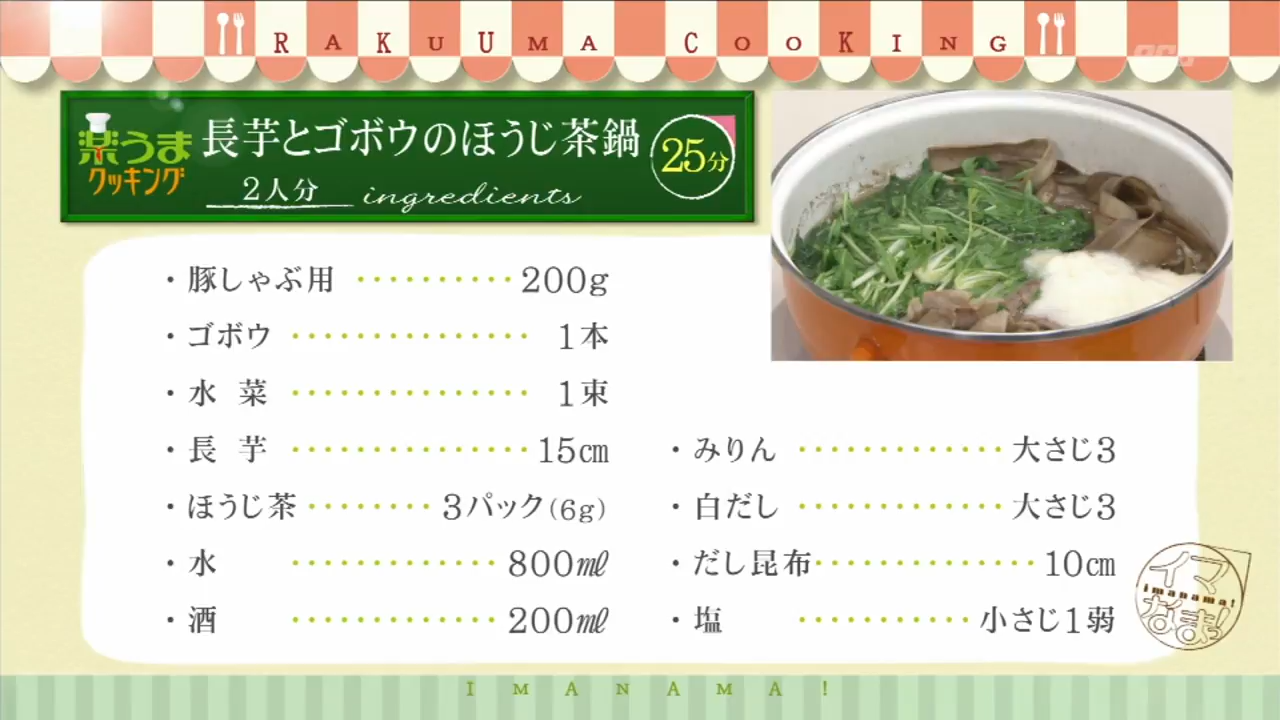 RAKUUMA COOKING
楽うま
クッキング
長芋とゴボウのほうじ茶鍋
25分
2人分 ingredients
・豚しゃぶ用 ・・・・・・・・・・ 200g
・ゴボウ ・・・・・・・・・・・・・・ 1本
・水 菜 ・・・・・・・・・・・・・・ 1束
・長 芋 ・・・・・・・・・・・・・・ 15㎝
・ほうじ茶 ・・・・・・・・ 3パック(6g)
・水 ・・・・・・・・・・・・ 800㎖
・酒 ・・・・・・・・・・・・ 200㎖
・みりん ・・・・・・・・・・・・ 大さじ3
・白だし ・・・・・・・・・・・・ 大さじ3
・だし昆布 ・・・・・・・・・・・・・ 10㎝
・塩 ・・・・・・・・・・ 小さじ1弱
イマ
imanama!
なまっ!
IMANAMA!